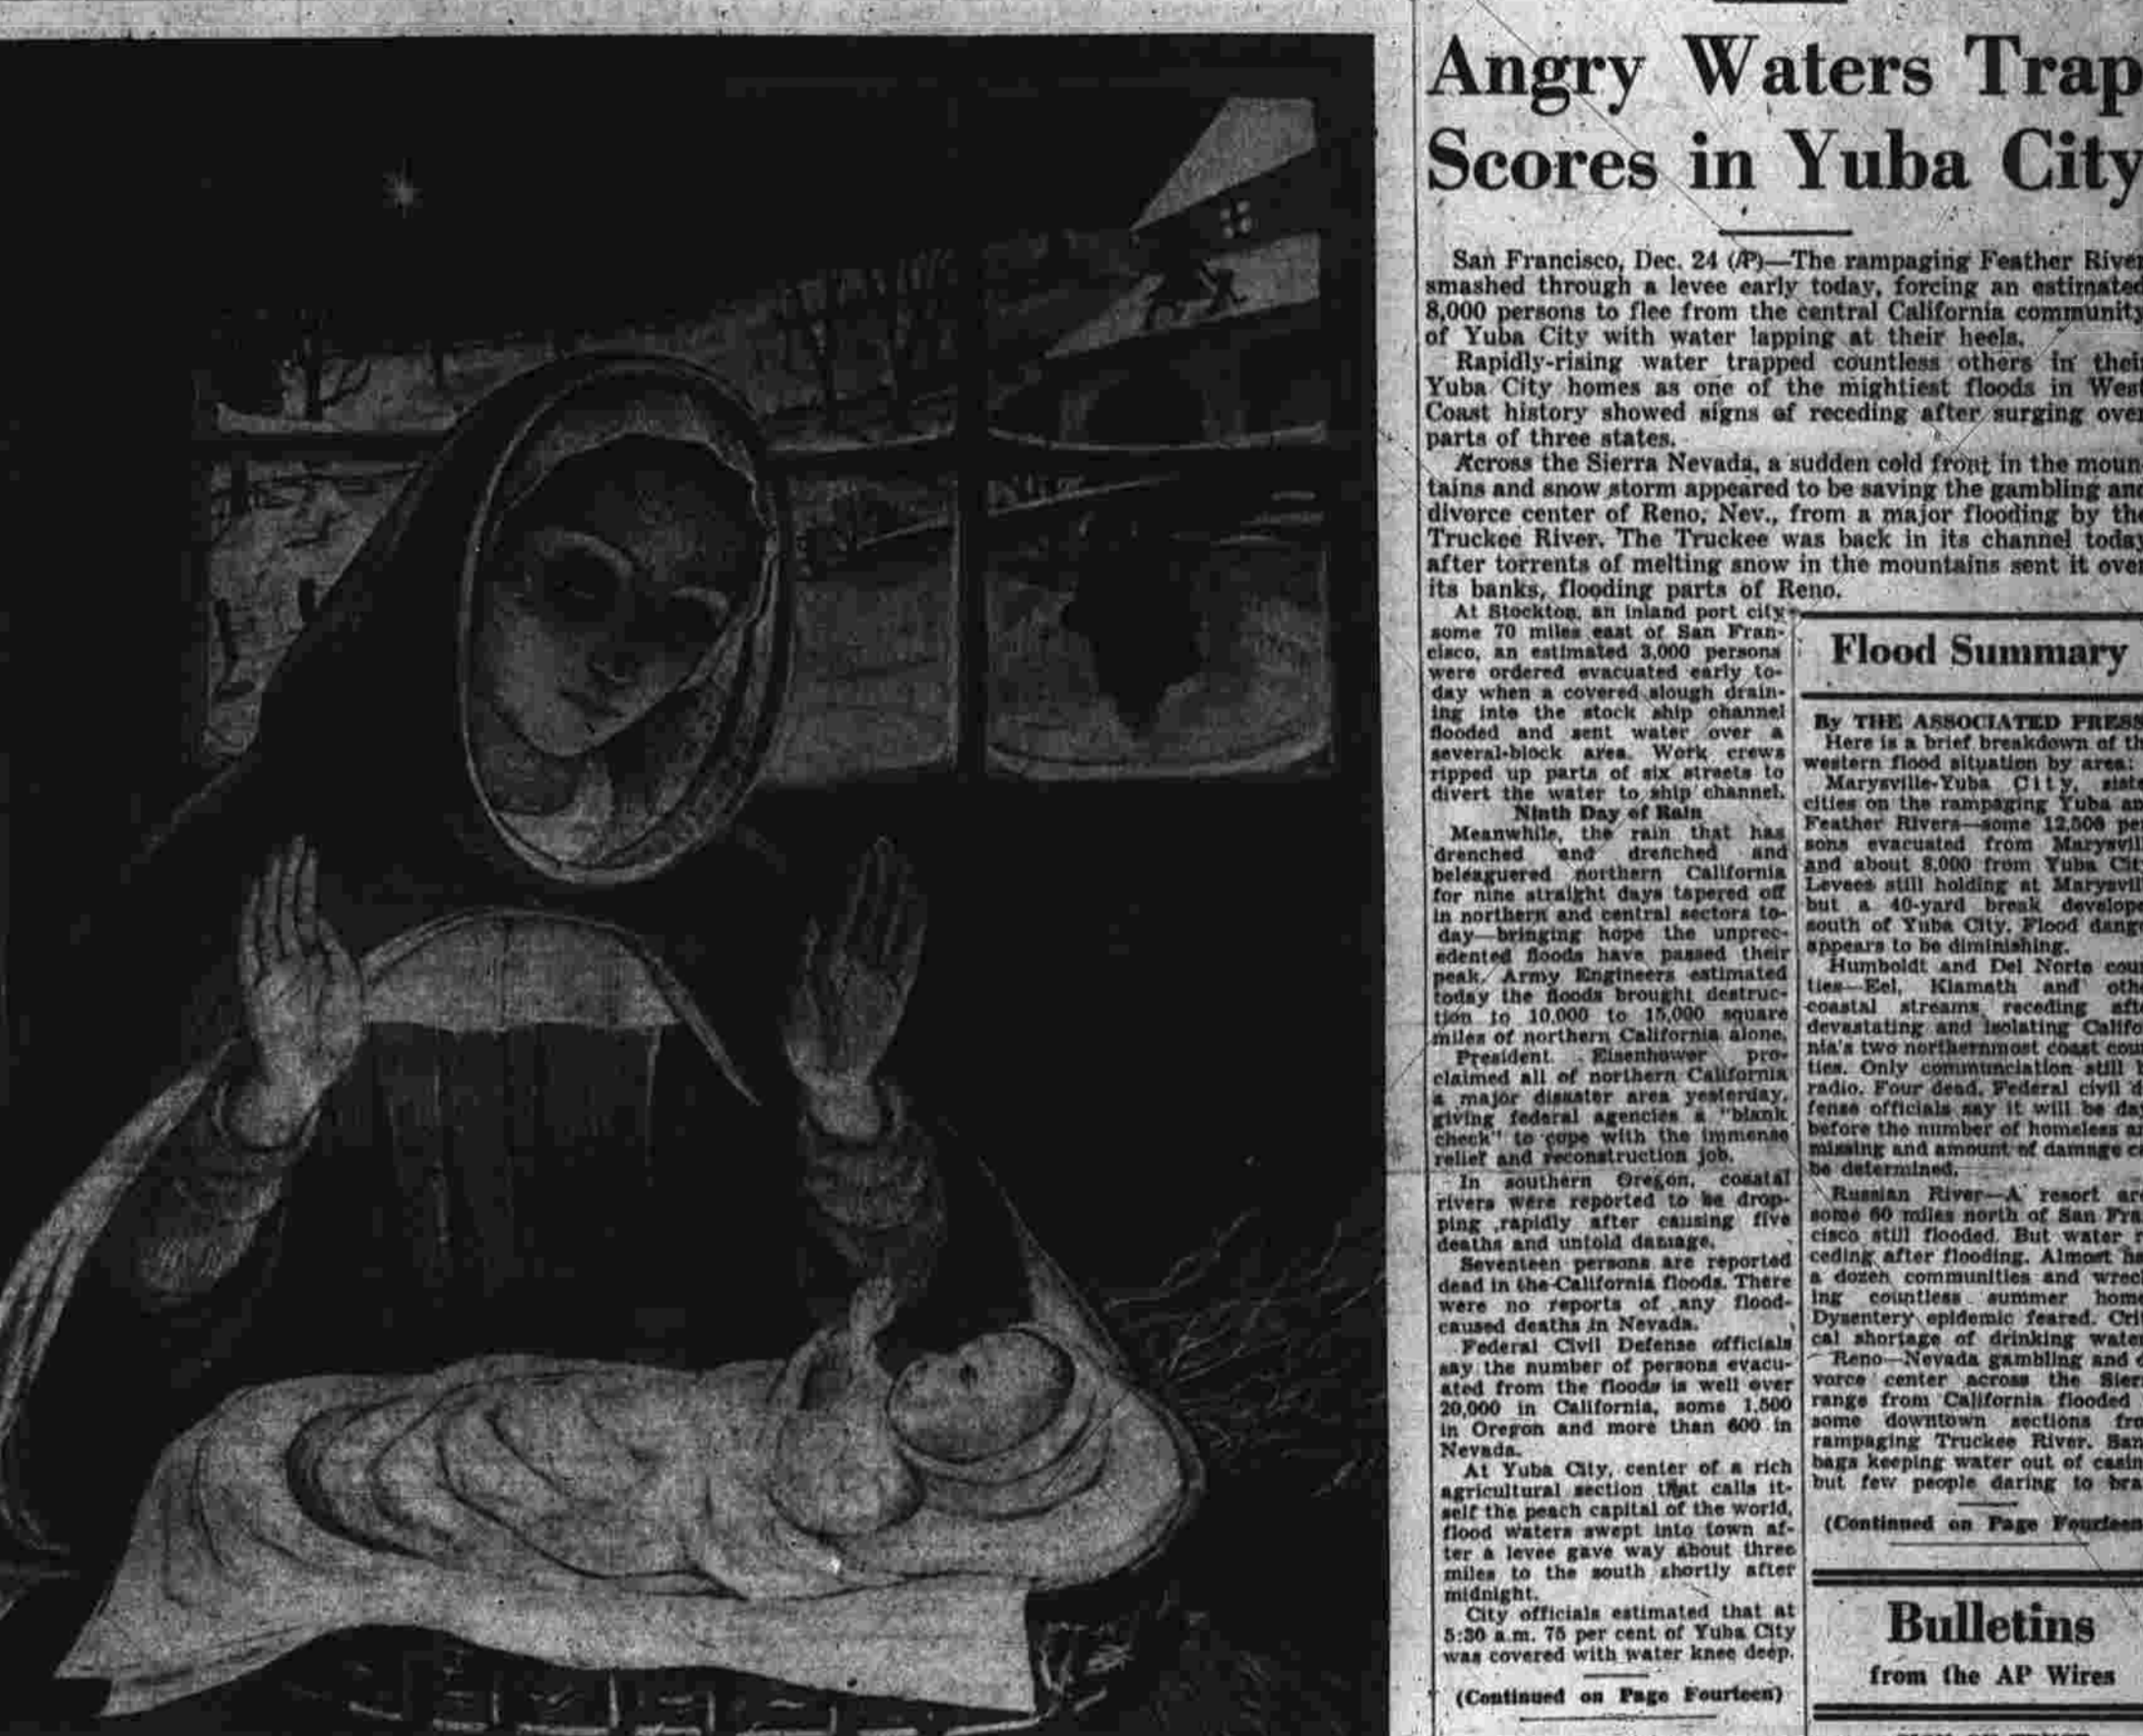 Angry Waters Trap
Scores in Yuba City
San Francisco, Dec. 24 (AP)—The rampaging Feather River
smashed through a levee early today, forcing an estimated
8,000 persons to flee from the central California community
of Yuba City with water lapping at their heels.
Rapidly-rising water trapped countless others in their
Yuba City homes as one of the mightiest floods in West
Coast history showed signs of receding after surging over
parts of three states.
Across the Sierra Nevada, a sudden cold front in the moun-
tains and snow storm appeared to be saving the gambling and
divorce center of Reno, Nev., from a major flooding by the
Truckee River. The Truckee was back in its channel today
after torrents of melting snow in the mountains sent it over
its banks, flooding parts of Reno.
At Stockton, an inland port city
some 70 miles east of San Fran-
cisco, an estimated 3,000 persons
were ordered evacuated early to-
day when a covered slough drain-
ing into the stock ship channel
flooded and sent water over a
several-block area. Work crews
ripped up parts of six streets to
divert the water to ship channel.
Ninth Day of Rain
Meanwhile, the rain that has
drenched and drenched and
beleaguered northern California
for nine straight days tapered off
in northern and central sectors to-
day—bringing hope the unprec-
edented floods have passed their
peak. Army Engineers estimated
today the floods brought destruc-
tion to 10,000 to 15,000 square
miles of northern California alone.
President Eisenhower pro-
claimed all of northern California
a major disaster area yesterday,
giving federal agencies a "blank
check" to cope with the immense
relief and reconstruction job.
In southern Oregon, coastal
rivers were reported to be drop-
ping rapidly after causing five
deaths and untold damage.
Seventeen persons are reported
dead in the California floods. There
were no reports of any flood-
caused deaths in Nevada.
Federal Civil Defense officials
say the number of persons evacu-
ated from the floods is well over
20,000 in California, some 1,500
in Oregon and more than 600 in
Nevada.
At Yuba City, center of a rich
agricultural section that calls it-
self the peach capital of the world,
flood waters swept into town af-
ter a levee gave way about three
miles to the south shortly after
midnight.
City officials estimated that at
5:30 a.m. 75 per cent of Yuba City
was covered with water knee deep.
(Continued on Page Fourteen)
Flood Summary
By THE ASSOCIATED PRESS
Here is a brief breakdown of th
western flood situation by area:
Marysville-Yuba City, siste
cities on the rampaging Yuba an
Feather Rivers—some 12,500 per
sons evacuated from Marysvill
and about 8,000 from Yuba City
Levees still holding at Marysvill
but a 40-yard break develope
south of Yuba City. Flood dange
appears to be diminishing.
Humboldt and Del Norte coun
ties—Eel, Klamath and othe
coastal streams receding afte
devastating and isolating Califo
nia's two northernmost coast coun
ties. Only communciation still b
radio. Four dead. Federal civil d
fense officials say it will be day
before the number of homeless an
missing and amount of damage ca
be determined.
Russian River—A resort are
some 60 miles north of San Fra
cisco still flooded. But water r
ceding after flooding. Almost ha
a dozen communities and wreck
ing countless summer home
Dysentery epidemic feared. Crit
cal shortage of drinking water
Reno—Nevada gambling and d
vorce center across the Sierr
range from California flooded
some downtown sections fro
rampaging Truckee River. San
bags keeping water out of casin
but few people daring to bra
(Continued on Page Fourteen
Bulletins
from the AP Wires